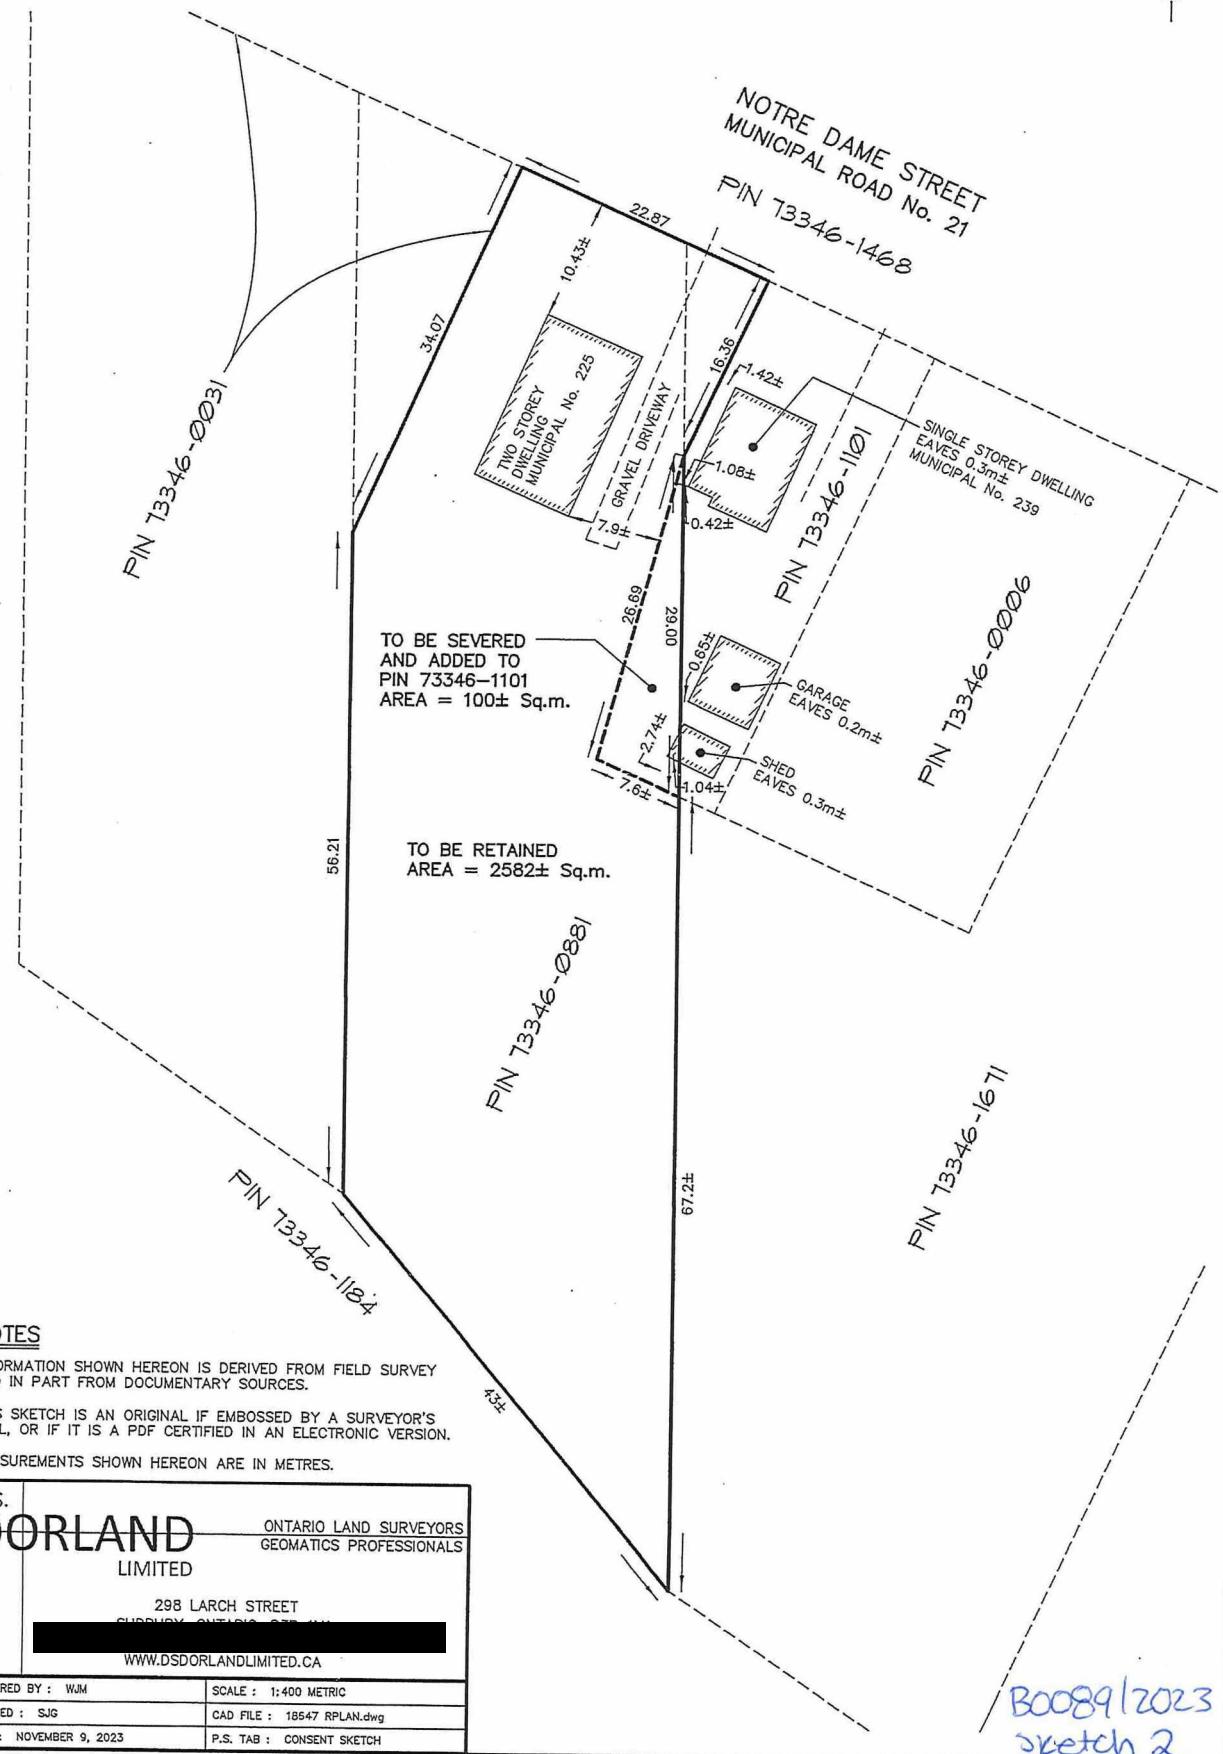 NOTRE DAME STREET
MUNICIPAL ROAD No. 21
PIN 73346-1468
22.87
10.43±
34.07
16.36
1.42±
TWO STOREY
DWELLING
MUNICIPAL No. 225
GRAVEL DRIVEWAY
PIN 73346-0031
SINGLE STOREY DWELLING
EAVES 0.3m±
MUNICIPAL No. 239
1.08±
PIN 73346-1101
7.9±
0.42±
26.69
29.00
PIN 73346-0006
TO BE SEVERED
AND ADDED TO
PIN 73346-1101
AREA = 100± Sq.m.
0.65±
GARAGE
EAVES 0.2m±
2.74±
SHED
EAVES 0.3m±
7.6±
1.04±
56.21
TO BE RETAINED
AREA = 2582± Sq.m.
PIN 73346-0881
PIN 73346-1671
67.2±
PIN 73346-1184
43±
OTES
ORMATION SHOWN HEREON IS DERIVED FROM FIELD SURVEY
IN PART FROM DOCUMENTARY SOURCES.
S SKETCH IS AN ORIGINAL IF EMBOSSED BY A SURVEYOR'S
L, OR IF IT IS A PDF CERTIFIED IN AN ELECTRONIC VERSION.
SUREMENTS SHOWN HEREON ARE IN METRES.
S.
DORLAND
LIMITED
ONTARIO LAND SURVEYORS
GEOMATICS PROFESSIONALS
298 LARCH STREET
WWW.DSDORLANDLIMITED.CA
RED BY : WJM
SCALE : 1:400 METRIC
ED : SJG
CAD FILE : 18547 RPLAN.dwg
: NOVEMBER 9, 2023
P.S. TAB : CONSENT SKETCH
B0089/2023
sketch 2